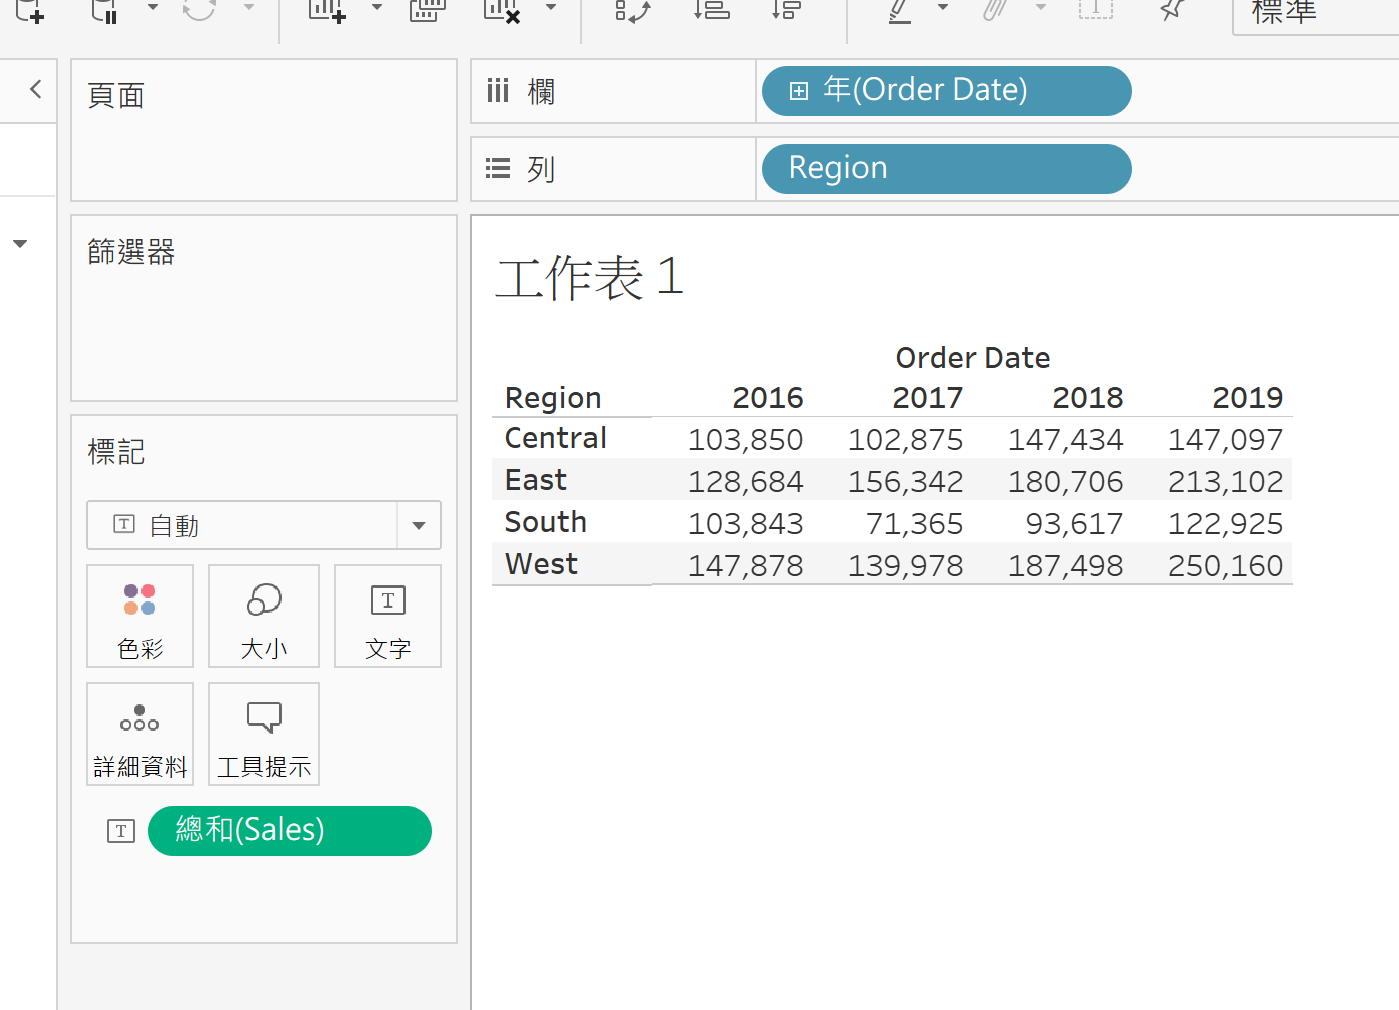 標準
頁面
篩選器
標記
自動
色彩
大小
T
文字
詳細資料
工具提示
T
總和(Sales)
欄
年(Order Date)
列
Region
工作表 1
Order Date
Region 2016 2017 2018 2019
Central 103,850 102,875 147,434 147,097
East 128,684 156,342 180,706 213,102
South 103,843 71,365 93,617 122,925
West 147,878 139,978 187,498 250,160